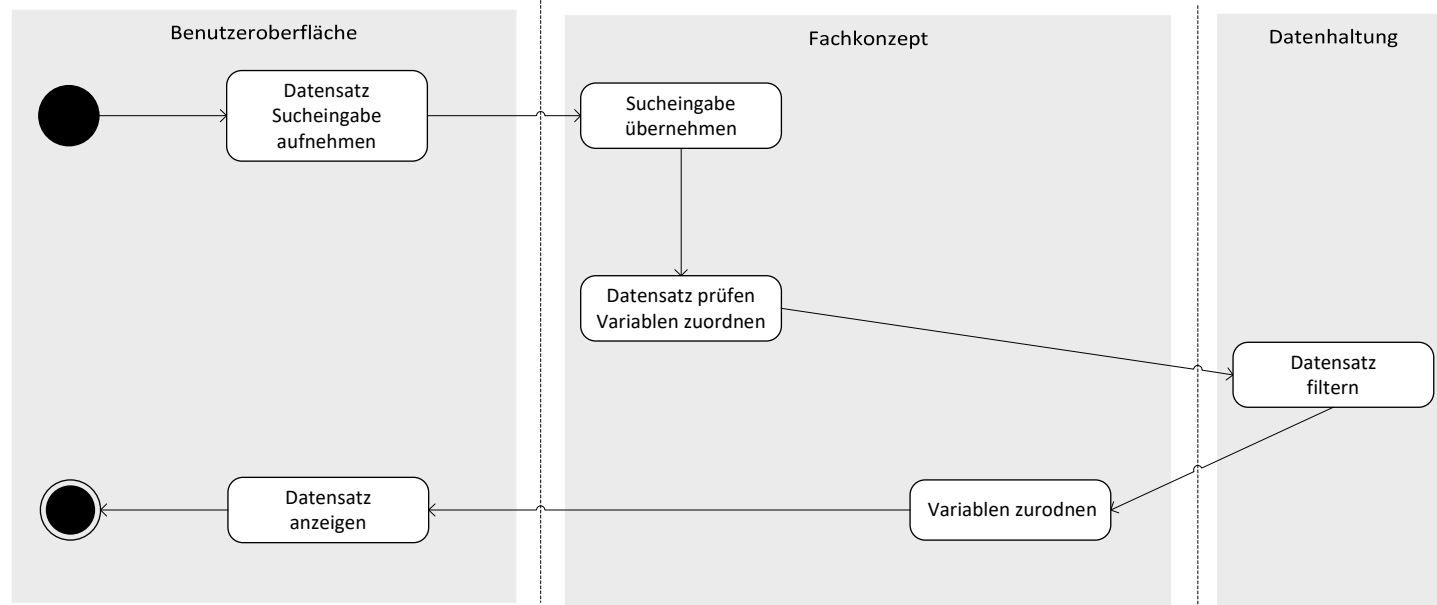 Benutzeroberfläche
Fachkonzept
Datenhaltung
Datensatz
Sucheingabe
aufnehmen
Sucheingabe
übernehmen
Datensatz prüfen
Variablen zuordnen
Datensatz
filtern
Variablen zurodnen
Datensatz
anzeigen